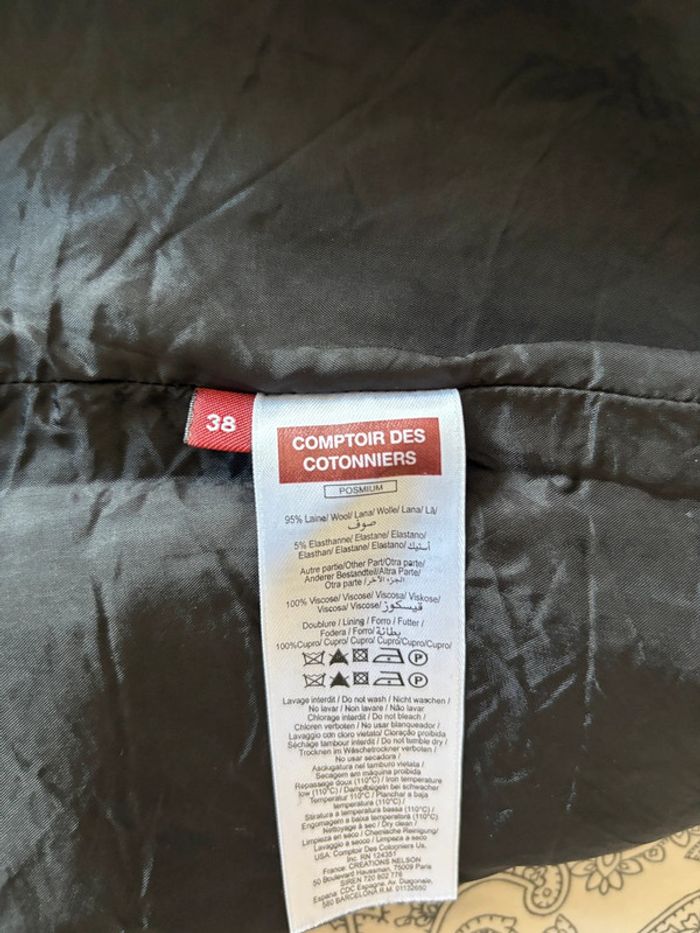 38
COMPTOIR DES
COTONNIERS
POSMIUM
95% Laine/ Wool/ Lana/ Wolle/ Lana/ Lã/
صوف
5% Elasthanne/ Elastane/ Elastano/
Elasthan/ Elastane/ Elastano/
Autre partie/Other Part/Otra parte/
Anderer Bestandteil/Altra Parte/
Otra parte /الجزء الآخر/
100% Viscose/ Viscose/ Viscosa/ Viskose/
Viscosa/ Viscose/فيسكوز
Doublure / Lining / Forro / Futter /
Fodera / Forro/بطانة
100%Cupro/ Cupro/ Cupro/ Cupro/Cupro/Cupro/
P
P
Lavage interdit / Do not wash / Nicht waschen /
No lavar / Non lavare / Não lavar
Chlorage interdit / Do not bleach /
Chloren verboten / No usar blanqueador /
Lavaggio con cloro vietato/ Cloração proibida
Séchage tambour interdit / Do not tumble dry /
Trocknen im Wäschetrockner verboten /
No usar secadora /
Asciugatura nel tamburo vietata /
Secagem em máquina proibida
Repassage doux (110°C) / Iron temperature
low (110°C) / Dampfbügeln bei schwacher
Temperatur 110°C / Planchar a baja
temperatura (110°C) /
Stiratura a temperatura bassa (110°C) /
Engomagem a baixa temperatura (110°C)
Nettoyage à sec / Dry clean /
Limpieza en seco / Chemische Reinigung/
Lavaggio a secco / Limpeza a seco
USA: Comptoir Des Cotonniers Us,
Inc. RN 124351
France: CREATIONS NELSON
50 Boulevard Haussman, 75009 Paris
SIREN 720 802 776
Espana: CDC Espagne, Av. Diagonale,
580 BARCELONA R.M. 01132650